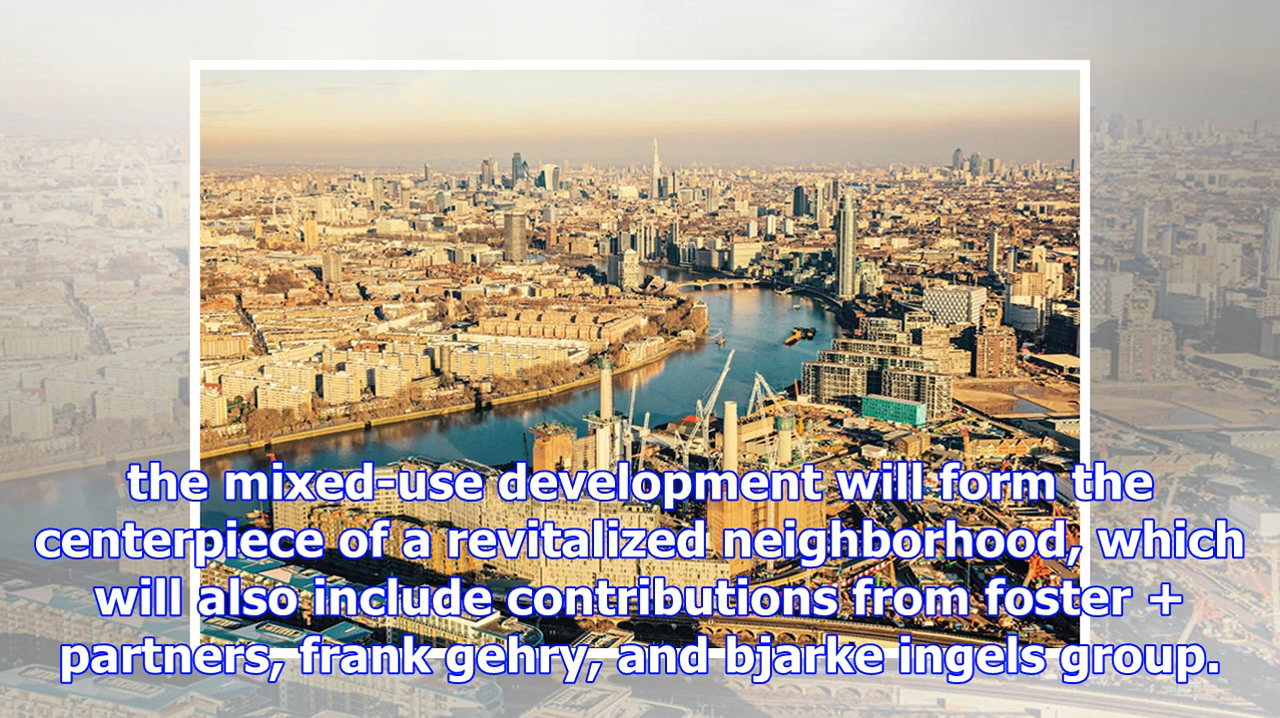 the mixed-use development will form the
centerpiece of a revitalized neighborhood, which
will also include contributions from foster +
partners, frank gehry, and bjarke ingels group.